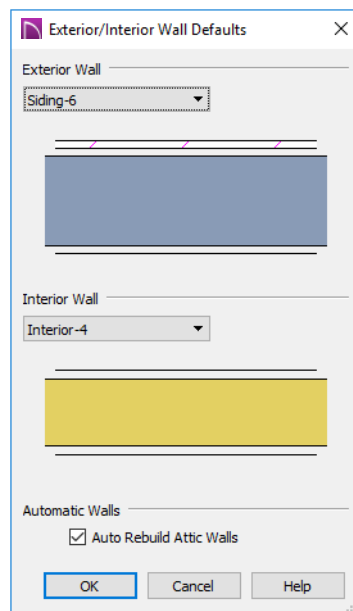 Exterior/Interior Wall Defaults
Exterior Wall
Siding-6
Interior Wall
Interior-4
Automatic Walls
Auto Rebuild Attic Walls
OK Cancel Help